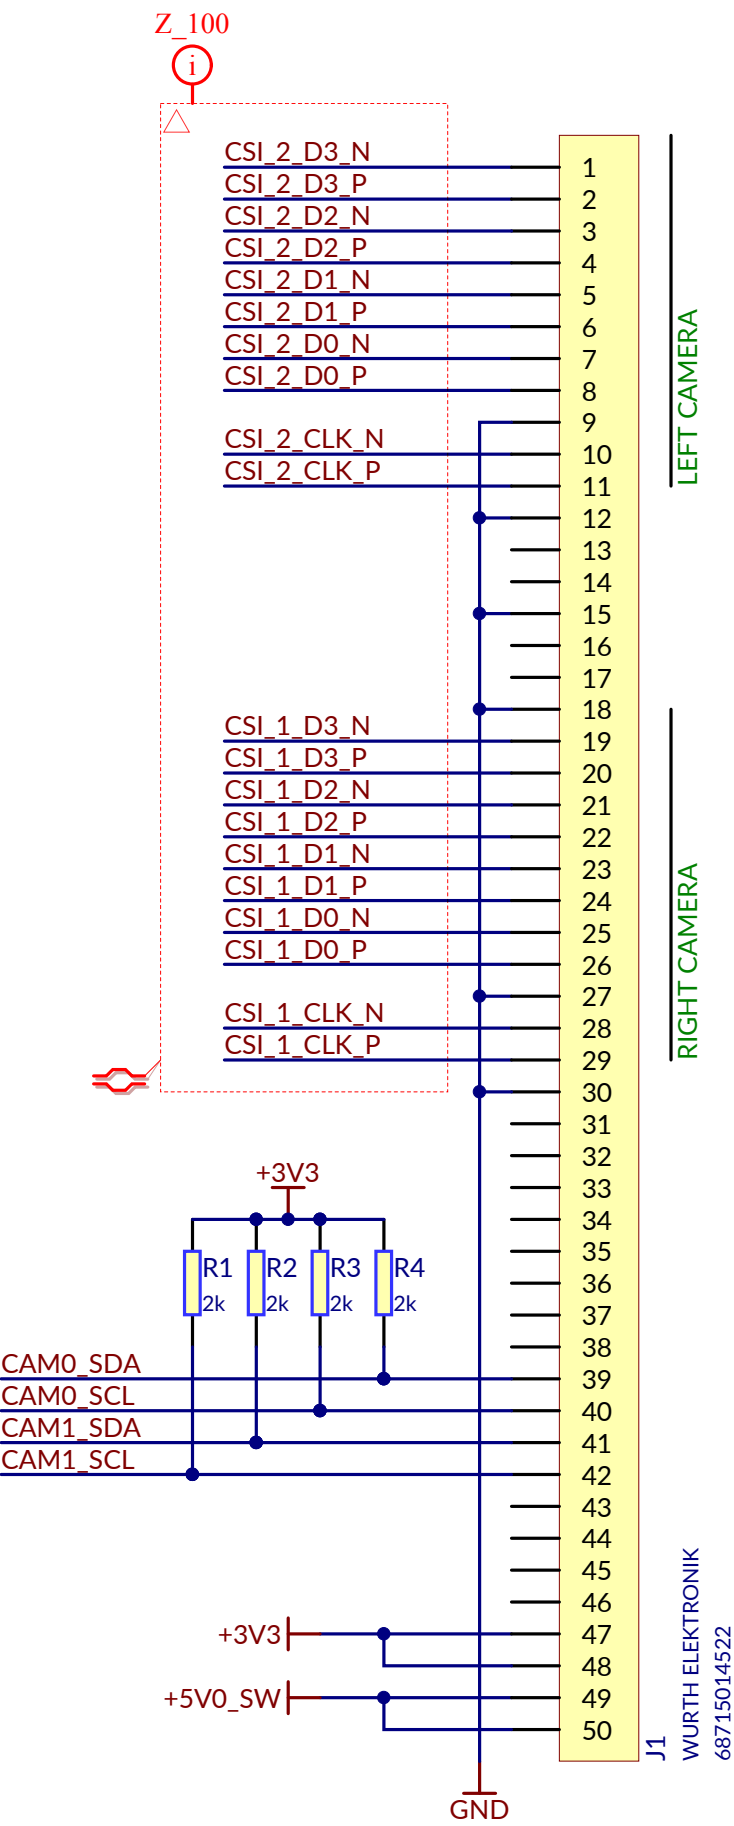 Z_100
i
CSI_2_D3_N 1
CSI_2_D3_P 2
CSI_2_D2_N 3
CSI_2_D2_P 4
CSI_2_D1_N 5
CSI_2_D1_P 6
CSI_2_D0_N 7
CSI_2_D0_P 8
9
CSI_2_CLK_N 10
CSI_2_CLK_P 11
12
13
14
15
16
17
18
CSI_1_D3_N 19
CSI_1_D3_P 20
CSI_1_D2_N 21
CSI_1_D2_P 22
CSI_1_D1_N 23
CSI_1_D1_P 24
CSI_1_D0_N 25
CSI_1_D0_P 26
27
CSI_1_CLK_N 28
CSI_1_CLK_P 29
30
31
32
33
34
35
36
37
38
LEFT CAMERA
RIGHT CAMERA
+3V3
R1 R2 R3 R4
2k 2k 2k 2k
CAM0_SDA 39
CAM0_SCL 40
CAM1_SDA 41
CAM1_SCL 42
43
44
45
46
+3V3 47
48
+5V0_SW 49
50
J1
WURTH ELEKTRONIK
68715014522
GND